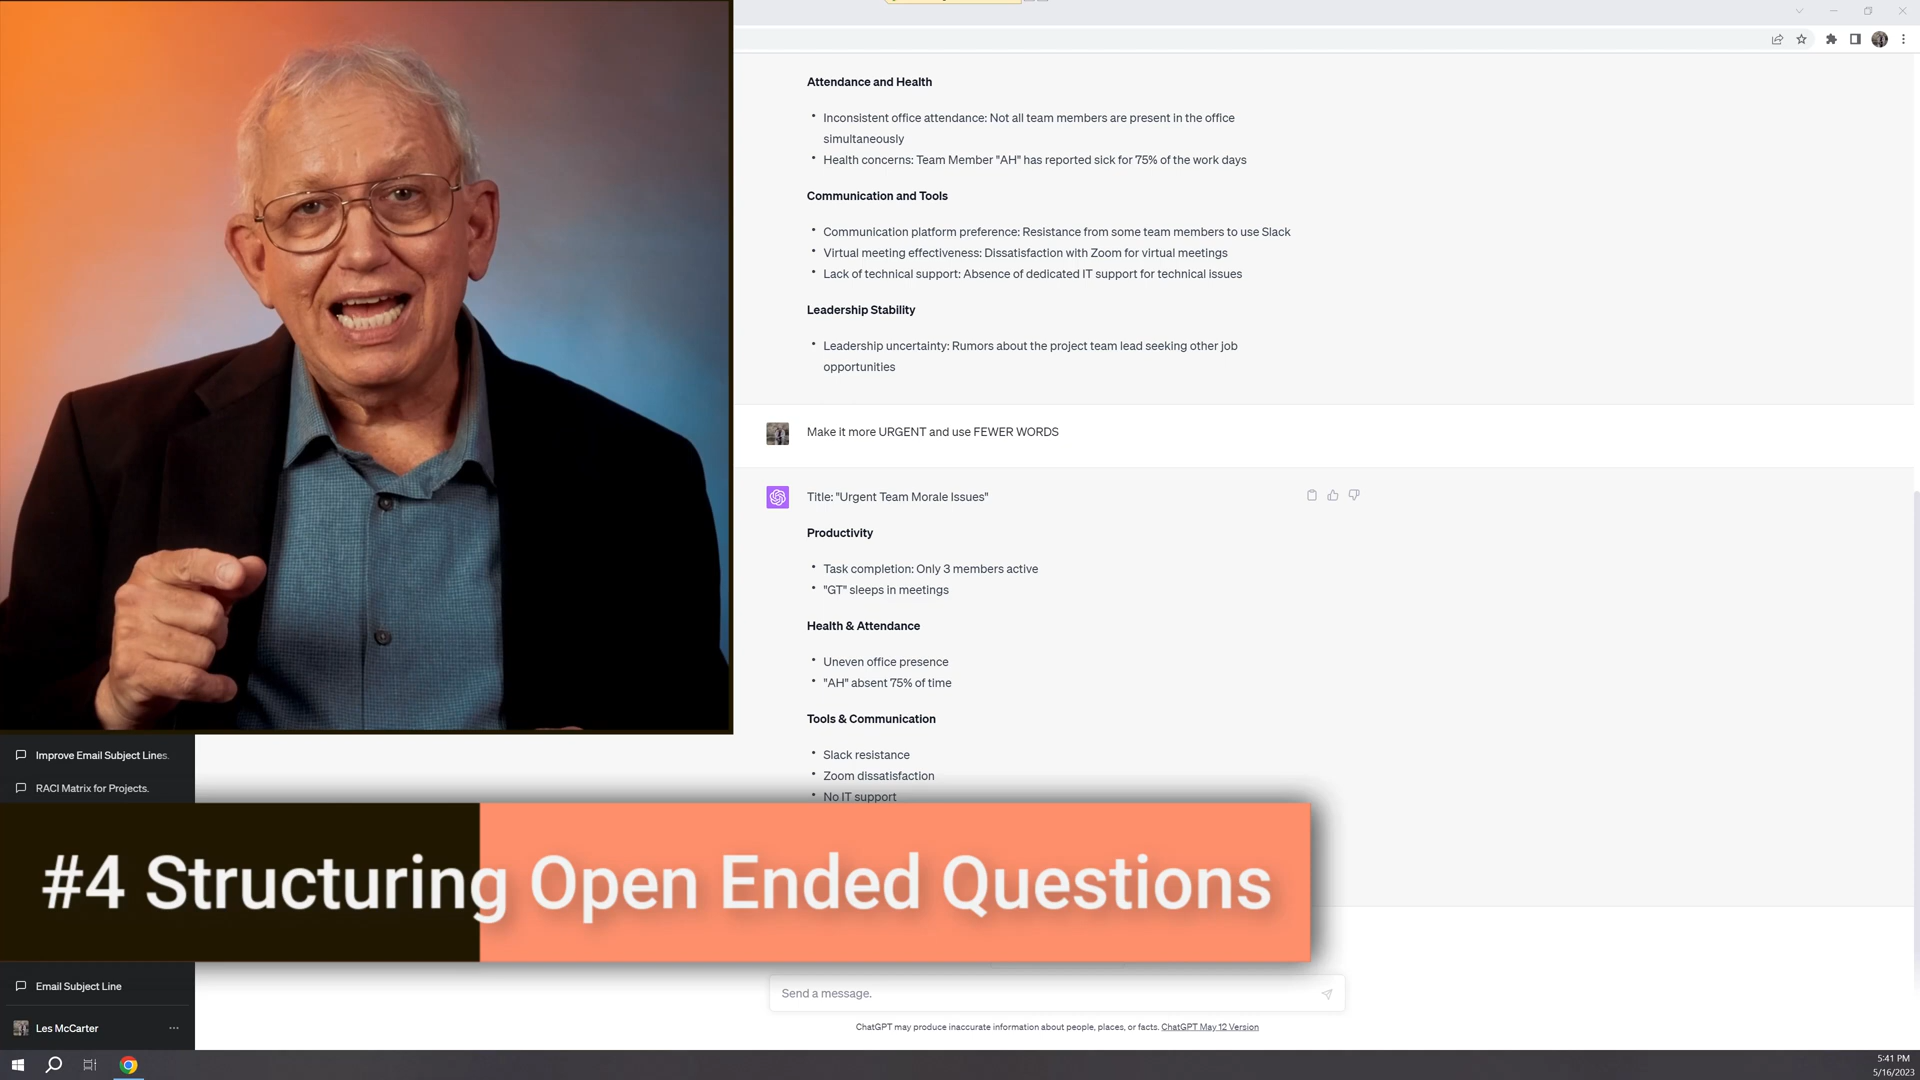 Attendance and Health
• Inconsistent office attendance: Not all team members are present in the office
simultaneously
• Health concerns: Team Member "AH" has reported sick for 75% of the work days
Communication and Tools
• Communication platform preference: Resistance from some team members to use Slack
• Virtual meeting effectiveness: Dissatisfaction with Zoom for virtual meetings
• Lack of technical support: Absence of dedicated IT support for technical issues
Leadership Stability
• Leadership uncertainty: Rumors about the project team lead seeking other job
opportunities
Make it more URGENT and use FEWER WORDS
Title: "Urgent Team Morale Issues"
Productivity
• Task completion: Only 3 members active
• "GT" sleeps in meetings
Health & Attendance
• Uneven office presence
• "AH" absent 75% of time
Tools & Communication
• Slack resistance
• Zoom dissatisfaction
• No IT support
Improve Email Subject Lines.
RACI Matrix for Projects.
#4 Structuring Open Ended Questions
Email Subject Line
Les McCarter
Send a message.
ChatGPT may produce inaccurate information about people, places, or facts. ChatGPT May 12 Version
5:41 PM
5/16/2023